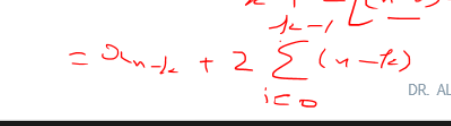 k-1
= x_{n-k} + 2 ∑ (n-k)
i=0
DR. AL